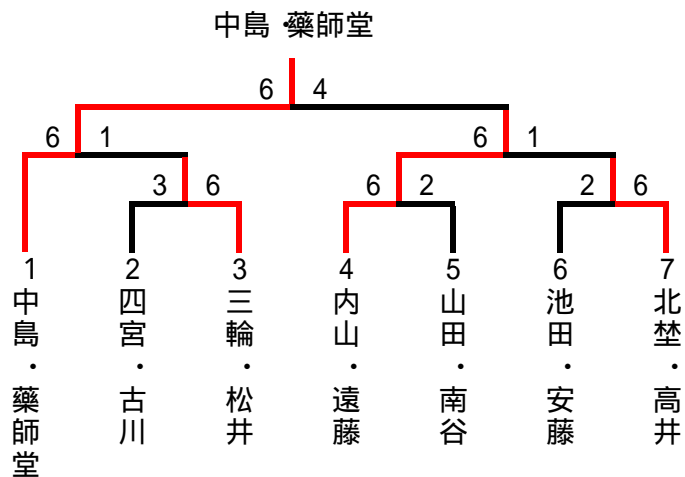 中島・藥師堂
6 4
6 1 6 1
3 6 6 2 2 6
1 2 3 4 5 6 7
中島・藥師堂
四宮・古川
三輪・松井
内山・遠藤
山田・南谷
池田・安藤
北埜・高井